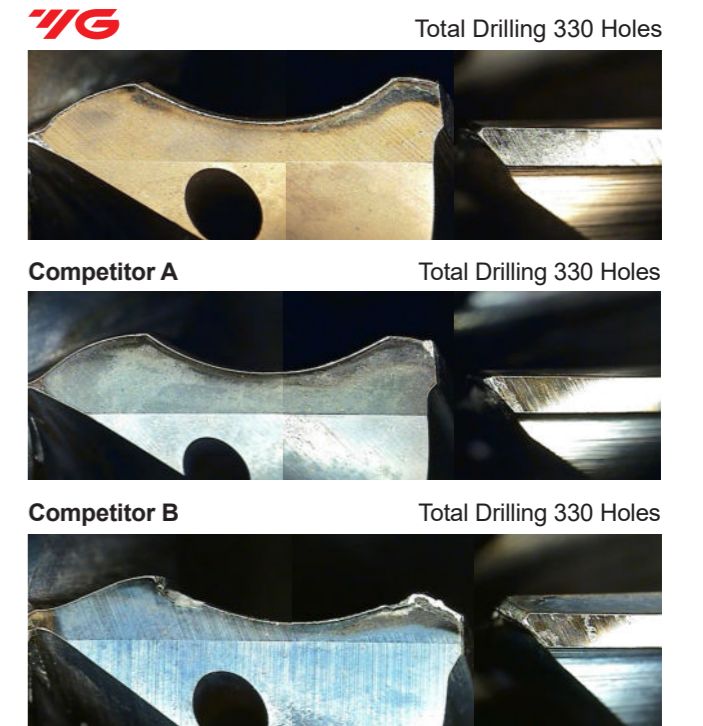 YG
Total Drilling 330 Holes
Competitor A Total Drilling 330 Holes
Competitor B Total Drilling 330 Holes